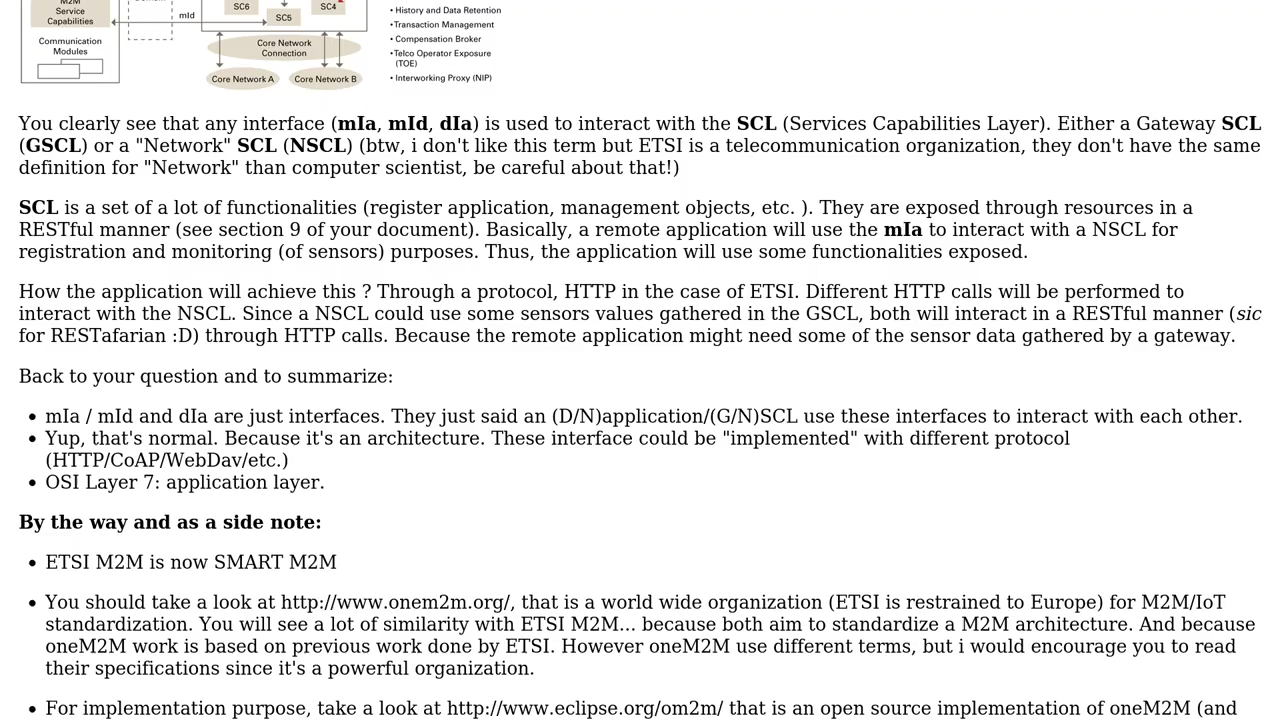 M2M
Service
Capabilities
mId
SC6
SC5
SC4
Communication
Modules
Core Network
Connection
Core Network A
Core Network B
• History and Data Retention
•Transaction Management
• Compensation Broker
•Telco Operator Exposure
(TOE)
• Interworking Proxy (NIP)
You clearly see that any interface (mIa, mId, dIa) is used to interact with the SCL (Services Capabilities Layer). Either a Gateway SCL
(GSCL) or a "Network" SCL (NSCL) (btw, i don't like this term but ETSI is a telecommunication organization, they don't have the same
definition for "Network" than computer scientist, be careful about that!)
SCL is a set of a lot of functionalities (register application, management objects, etc. ). They are exposed through resources in a
RESTful manner (see section 9 of your document). Basically, a remote application will use the mIa to interact with a NSCL for
registration and monitoring (of sensors) purposes. Thus, the application will use some functionalities exposed.
How the application will achieve this ? Through a protocol, HTTP in the case of ETSI. Different HTTP calls will be performed to
interact with the NSCL. Since a NSCL could use some sensors values gathered in the GSCL, both will interact in a RESTful manner (sic
for RESTafarian :D) through HTTP calls. Because the remote application might need some of the sensor data gathered by a gateway.
Back to your question and to summarize:
• mIa / mId and dIa are just interfaces. They just said an (D/N)application/(G/N)SCL use these interfaces to interact with each other.
• Yup, that's normal. Because it's an architecture. These interface could be "implemented" with different protocol
(HTTP/CoAP/WebDav/etc.)
• OSI Layer 7: application layer.
By the way and as a side note:
• ETSI M2M is now SMART M2M
• You should take a look at http://www.onem2m.org/, that is a world wide organization (ETSI is restrained to Europe) for M2M/IoT
standardization. You will see a lot of similarity with ETSI M2M... because both aim to standardize a M2M architecture. And because
oneM2M work is based on previous work done by ETSI. However oneM2M use different terms, but i would encourage you to read
their specifications since it's a powerful organization.
• For implementation purpose, take a look at http://www.eclipse.org/om2m/ that is an open source implementation of oneM2M (and